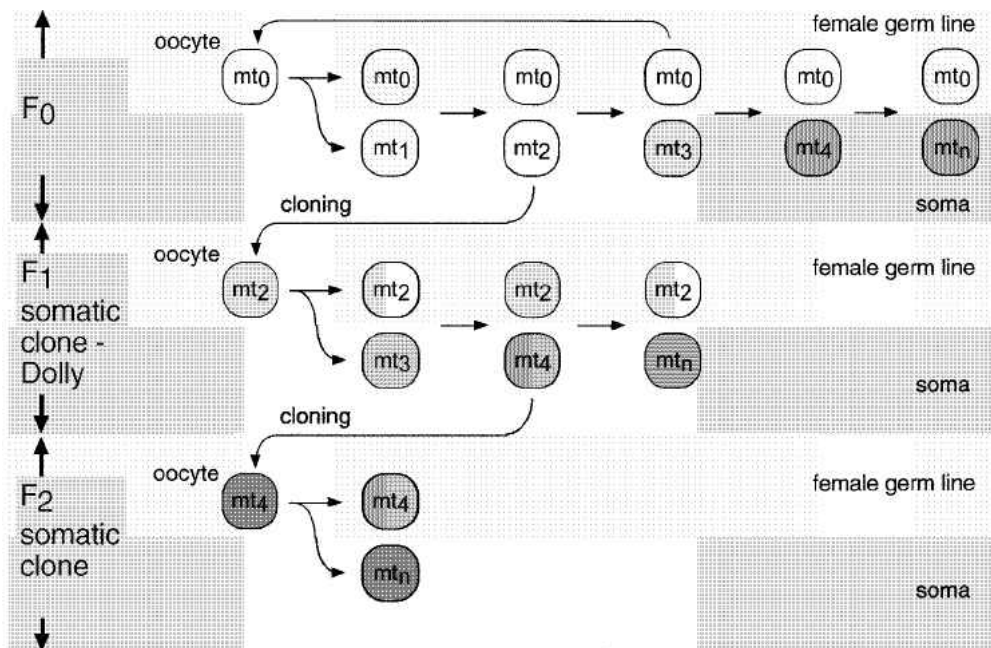 female germ line
oocyte
mt0 mt0 mt0 mt0 mt0 mt0
F0
mt1 mt2 mt3 mt4 mtn
cloning
soma
oocyte
female germ line
F1
mt2 mt2 mt2 mt2
somatic
clone -
Dolly
mt3 mt4 mtn
soma
cloning
oocyte
female germ line
F2
mt4 mt4
somatic
clone
mtn
soma